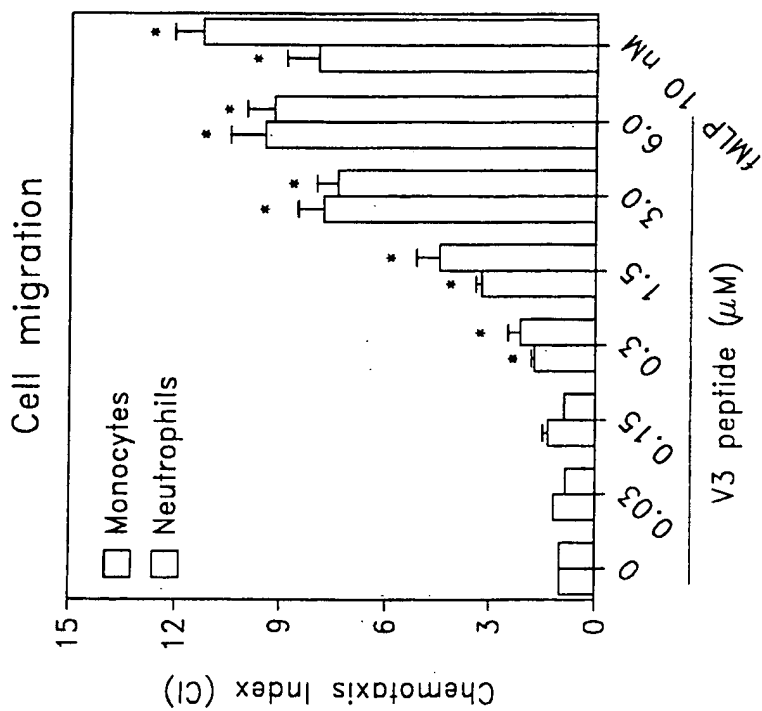 Cell migration
Monocytes
Neutrophils
Chemotaxis Index (CI)
15
12
9
6
3
0
* * * * * * * * * *
0 0.03 0.15 0.3 1.5 3.0 6.0 fMLP 10 nM
V3 peptide (μM)